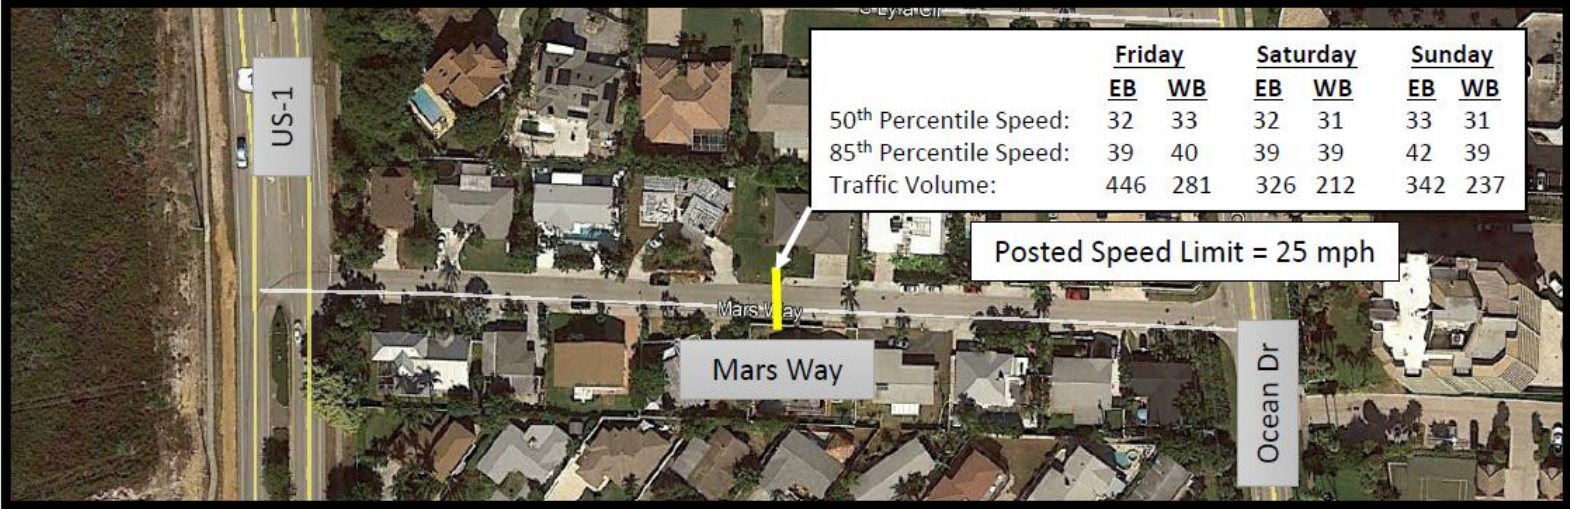 US-1
Friday Saturday Sunday
EB WB EB WB EB WB
50th Percentile Speed: 32 33 32 31 33 31
85th Percentile Speed: 39 40 39 39 42 39
Traffic Volume: 446 281 326 212 342 237
Posted Speed Limit = 25 mph
Mars Way
Mars Way
Ocean Dr